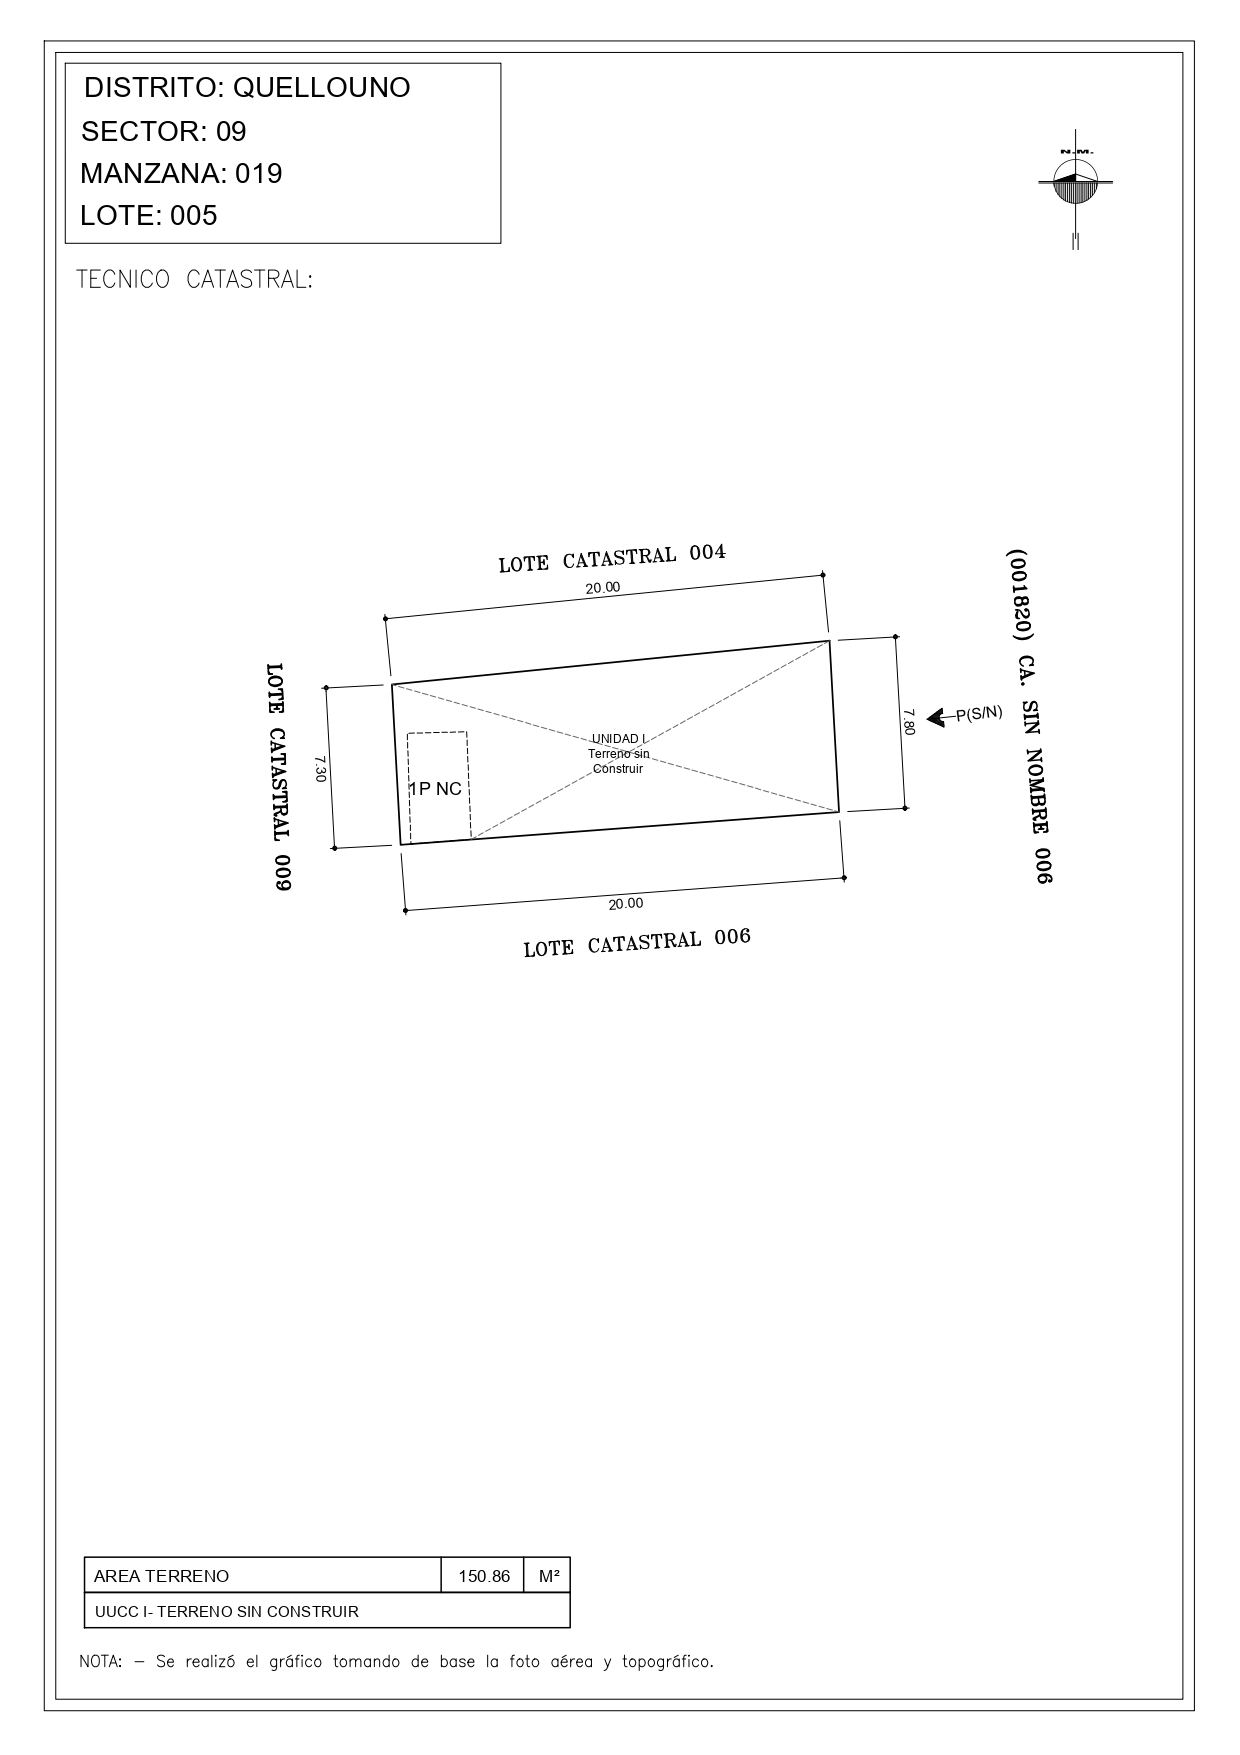 DISTRITO: QUELLOUNO
SECTOR: 09
MANZANA: 019
LOTE: 005
N.M.
TECNICO CATASTRAL:
LOTE CATASTRAL 004
20.00
(001820) CA. SIN NOMBRE 006
LOTE CATASTRAL 009
7.30
7.80
P(S/N)
UNIDAD I
Terreno sin
Construir
1P NC
20.00
LOTE CATASTRAL 006
AREA TERRENO 150.86 M²
UUCC I- TERRENO SIN CONSTRUIR
NOTA: - Se realizó el gráfico tomando de base la foto aérea y topográfico.